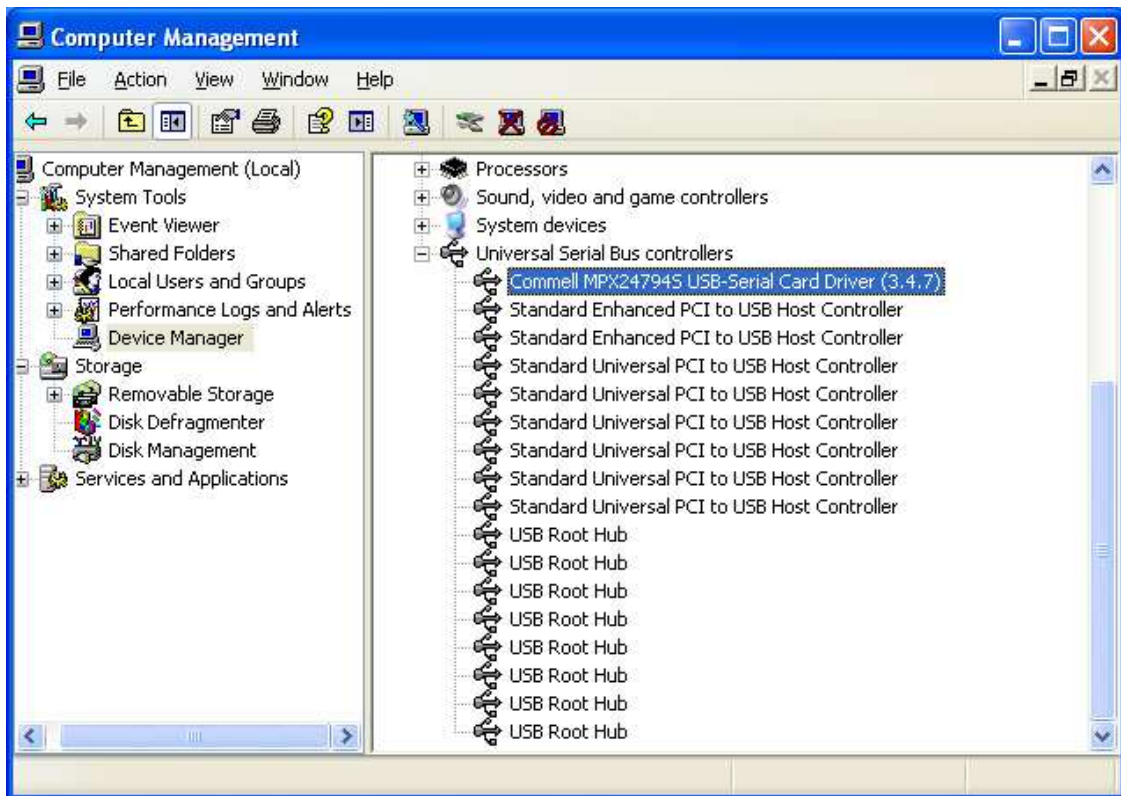 Computer Management
File Action View Window Help
Computer Management (Local)
System Tools
Event Viewer
Shared Folders
Local Users and Groups
Performance Logs and Alerts
Device Manager
Storage
Removable Storage
Disk Defragmenter
Disk Management
Services and Applications
Processors
Sound, video and game controllers
System devices
Universal Serial Bus controllers
Commell MPX24794S USB-Serial Card Driver (3.4.7)
Standard Enhanced PCI to USB Host Controller
Standard Enhanced PCI to USB Host Controller
Standard Universal PCI to USB Host Controller
Standard Universal PCI to USB Host Controller
Standard Universal PCI to USB Host Controller
Standard Universal PCI to USB Host Controller
Standard Universal PCI to USB Host Controller
Standard Universal PCI to USB Host Controller
USB Root Hub
USB Root Hub
USB Root Hub
USB Root Hub
USB Root Hub
USB Root Hub
USB Root Hub
USB Root Hub